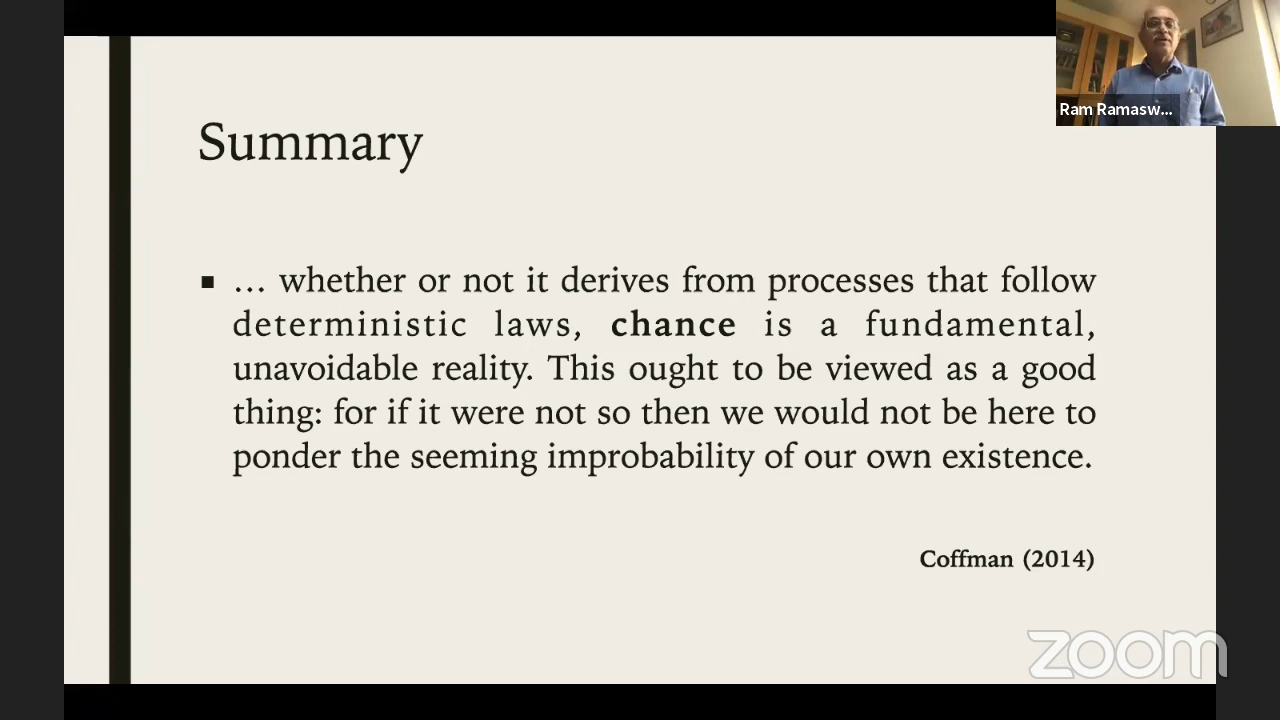 Ram Ramasw...
Summary
… whether or not it derives from processes that follow
deterministic laws, chance is a fundamental,
unavoidable reality. This ought to be viewed as a good
thing: for if it were not so then we would not be here to
ponder the seeming improbability of our own existence.
Coffman (2014)
zoom